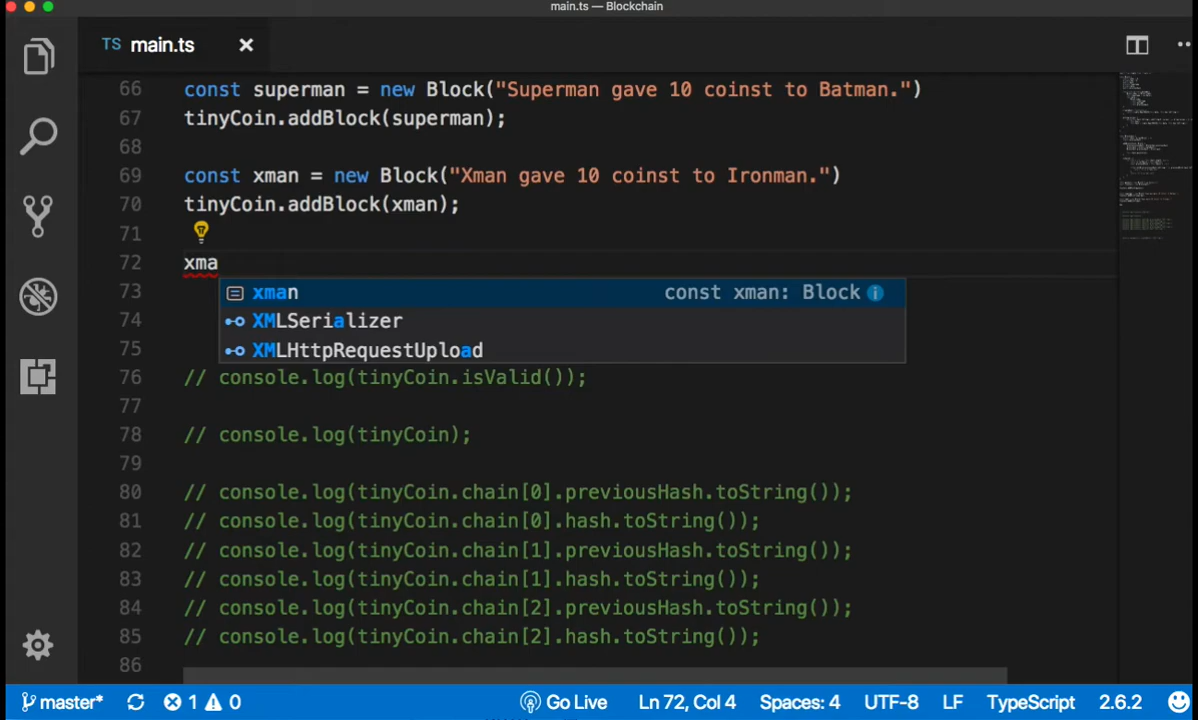 main.ts — Blockchain
TS main.ts
66 const superman = new Block("Superman gave 10 coinst to Batman.")
67 tinyCoin.addBlock(superman);
68
69 const xman = new Block("Xman gave 10 coinst to Ironman.")
70 tinyCoin.addBlock(xman);
71
72 xma
73 xman const xman: Block
74 XMLSerializer
75 XMLHttpRequestUpload
76 // console.log(tinyCoin.isValid());
77
78 // console.log(tinyCoin);
79
80 // console.log(tinyCoin.chain[0].previousHash.toString());
81 // console.log(tinyCoin.chain[0].hash.toString());
82 // console.log(tinyCoin.chain[1].previousHash.toString());
83 // console.log(tinyCoin.chain[1].hash.toString());
84 // console.log(tinyCoin.chain[2].previousHash.toString());
85 // console.log(tinyCoin.chain[2].hash.toString());
86
master* 1 0 Go Live Ln 72, Col 4 Spaces: 4 UTF-8 LF TypeScript 2.6.2